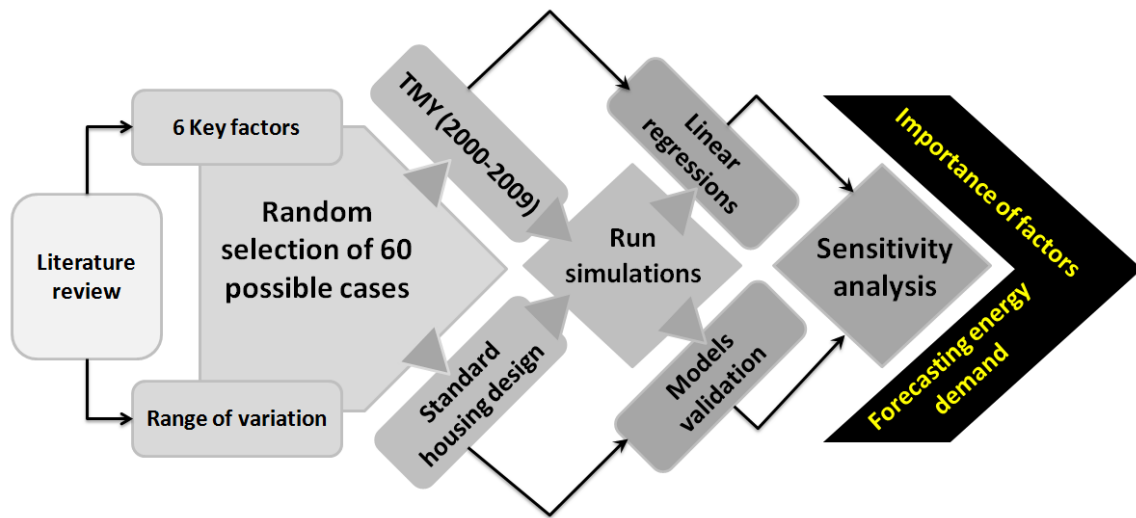 Literature
review
6 Key factors
Range of variation
Random
selection of 60
possible cases
TMY (2000-2009)
Standard
housing design
Run
simulations
Linear
regressions
Models
validation
Sensitivity
analysis
Importance of factors
Forecasting energy
demand